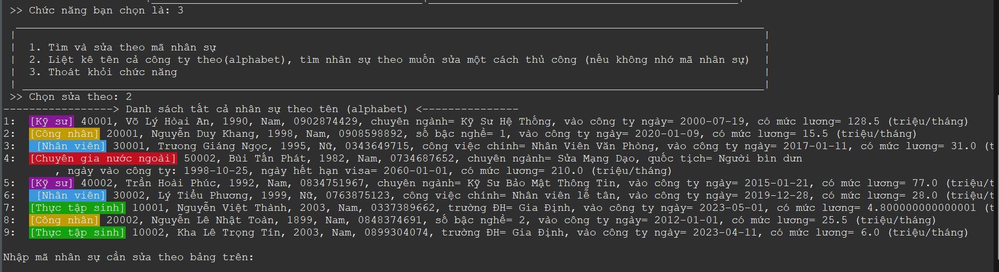 >> Chức năng bạn chọn là: 3
1. Tìm và sửa theo mã nhân sự
2. Liệt kê tên cả công ty theo(alphabet), tìm nhân sự theo muốn sửa một cách thủ công (nếu không nhớ mã nhân sự)
3. Thoát khỏi chức năng
>> Chọn sửa theo: 2
-----------------> Danh sách tất cả nhân sự theo tên (alphabet) <---------------
1: [Kỹ sư] 40001, Võ Lý Hòai An, 1990, Nam, 0902874429, chuyên ngành= Kỹ Sư Hệ Thống, vào công ty ngày= 2000-07-19, có mức lương= 128.5 (triệu/tháng)
2: [Công nhân] 20001, Nguyễn Duy Khang, 1998, Nam, 0908598892, số bậc nghề= 1, vào công ty ngày= 2020-01-09, có mức lương= 15.5 (triệu/tháng)
3: [Nhân viên] 30001, Trương Giáng Ngọc, 1995, Nữ, 0343649715, công việc chính= Nhân Viên Văn Phòng, vào công ty ngày= 2017-01-11, có mức lương= 31.0 (t
4: [Chuyên gia nước ngoài] 50002, Bùi Tấn Phát, 1982, Nam, 0734687652, chuyên ngành= Sửa Mạng Dạo, quốc tịch= Người bìn dưn
, ngày vào công ty: 1998-10-25, ngày hết hạn visa= 2060-01-01, có mức lương= 210.0 (triệu/tháng)
5: [Kỹ sư] 40002, Trần Hoài Phúc, 1992, Nam, 0834751967, chuyên ngành= Kỹ Sư Bảo Mật Thông Tin, vào công ty ngày= 2015-01-21, có mức lương= 77.0 (triệu/t
6: [Nhân viên] 30002, Lý Tiểu Phương, 1999, Nữ, 0763875123, công việc chính= Nhân viên lễ tân, vào công ty ngày= 2019-12-28, có mức lương= 28.0 (triệu/t
7: [Thực tập sinh] 10001, Nguyễn Việt Thành, 2003, Nam, 0337389662, trường ĐH= Gia Định, vào công ty ngày= 2023-05-01, có mức lương= 4.800000000000001 (t
8: [Công nhân] 20002, Nguyễn Lê Nhật Toàn, 1899, Nam, 0848374691, số bậc nghề= 2, vào công ty ngày= 2012-01-01, có mức lương= 25.5 (triệu/tháng)
9: [Thực tập sinh] 10002, Kha Lê Trọng Tín, 2003, Nam, 0899304074, trường ĐH= Gia Định, vào công ty ngày= 2023-04-11, có mức lương= 6.0 (triệu/tháng)
Nhập mã nhân sự cần sửa theo bảng trên: